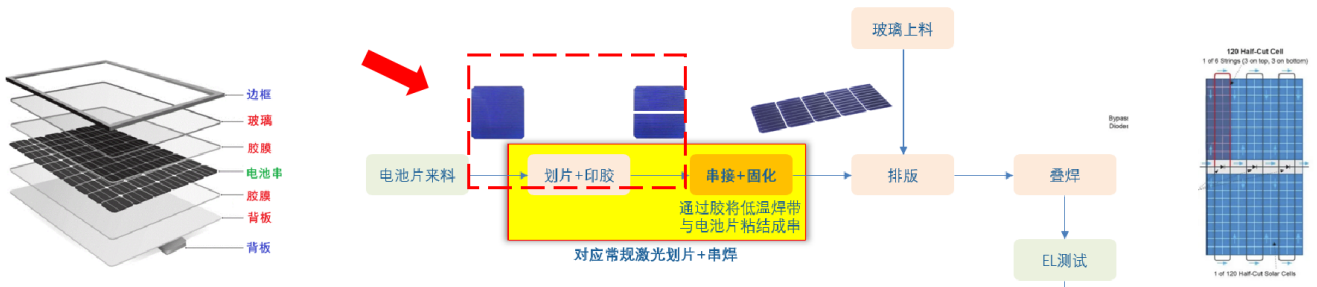 边框
玻璃
胶膜
电池串
胶膜
背板
背板
玻璃上料
电池片来料
划片+印胶
串接+固化
排版
叠焊
通过胶将低温焊带
与电池片粘结成串
对应常规激光划片+串焊
EL测试
120 Half-Cut Cell
1 of 6 Strings (3 on top, 3 on bottom)
Bypass
Diodes
1 of 120 Half-Cut Solar Cells